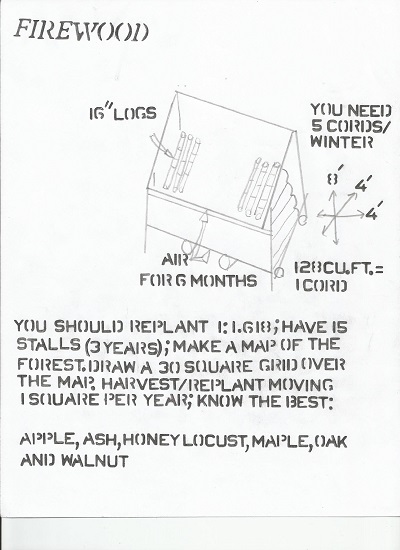 FIREWOOD
16" LOGS
YOU NEED
5 CORDS/
WINTER
8'
4'
4'
AIR
FOR 6 MONTHS
128 CU.FT.=
1 CORD
YOU SHOULD REPLANT 1:1.618; HAVE 15
STALLS (3 YEARS); MAKE A MAP OF THE
FOREST. DRAW A 30 SQUARE GRID OVER
THE MAP. HARVEST/REPLANT MOVING
1 SQUARE PER YEAR; KNOW THE BEST:
APPLE, ASH, HONEY LOCUST, MAPLE, OAK
AND WALNUT